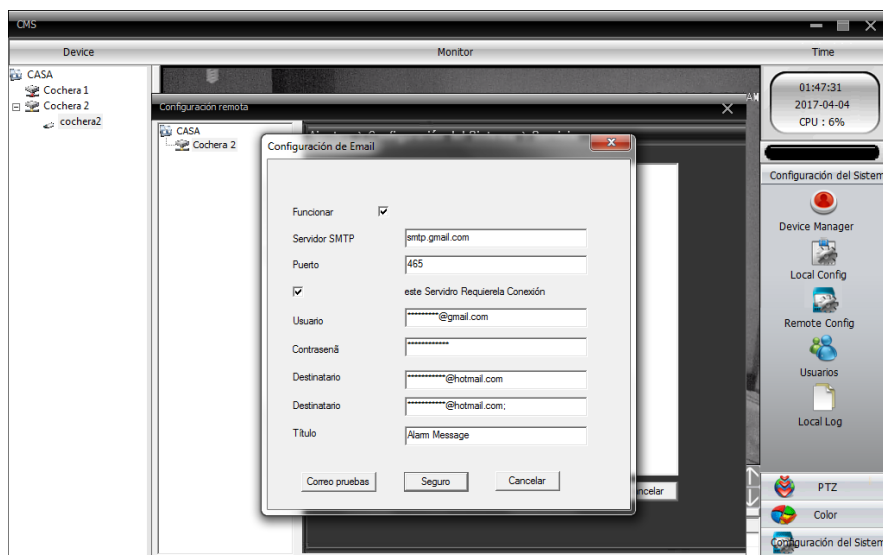 CMS
Device
Monitor
Time
CASA
Cochera 1
Cochera 2
cochera2
Configuración remota
CASA
Cochera 2
Configuración de Email
Funcionar
Servidor SMTP
smtp.gmail.com
Puerto
465
este Servidro Requierela Conexión
Usuario
*********@gmail.com
Contrasenã
************
Destinatario
***********@hotmail.com
Destinatario
***********@hotmail.com;
Título
Alarm Message
Correo pruebas
Seguro
Cancelar
ncelar
01:47:31
2017-04-04
CPU : 6%
Configuración del Sistem
Device Manager
Local Config
Remote Config
Usuarios
Local Log
PTZ
Color
Configuración del Sistem